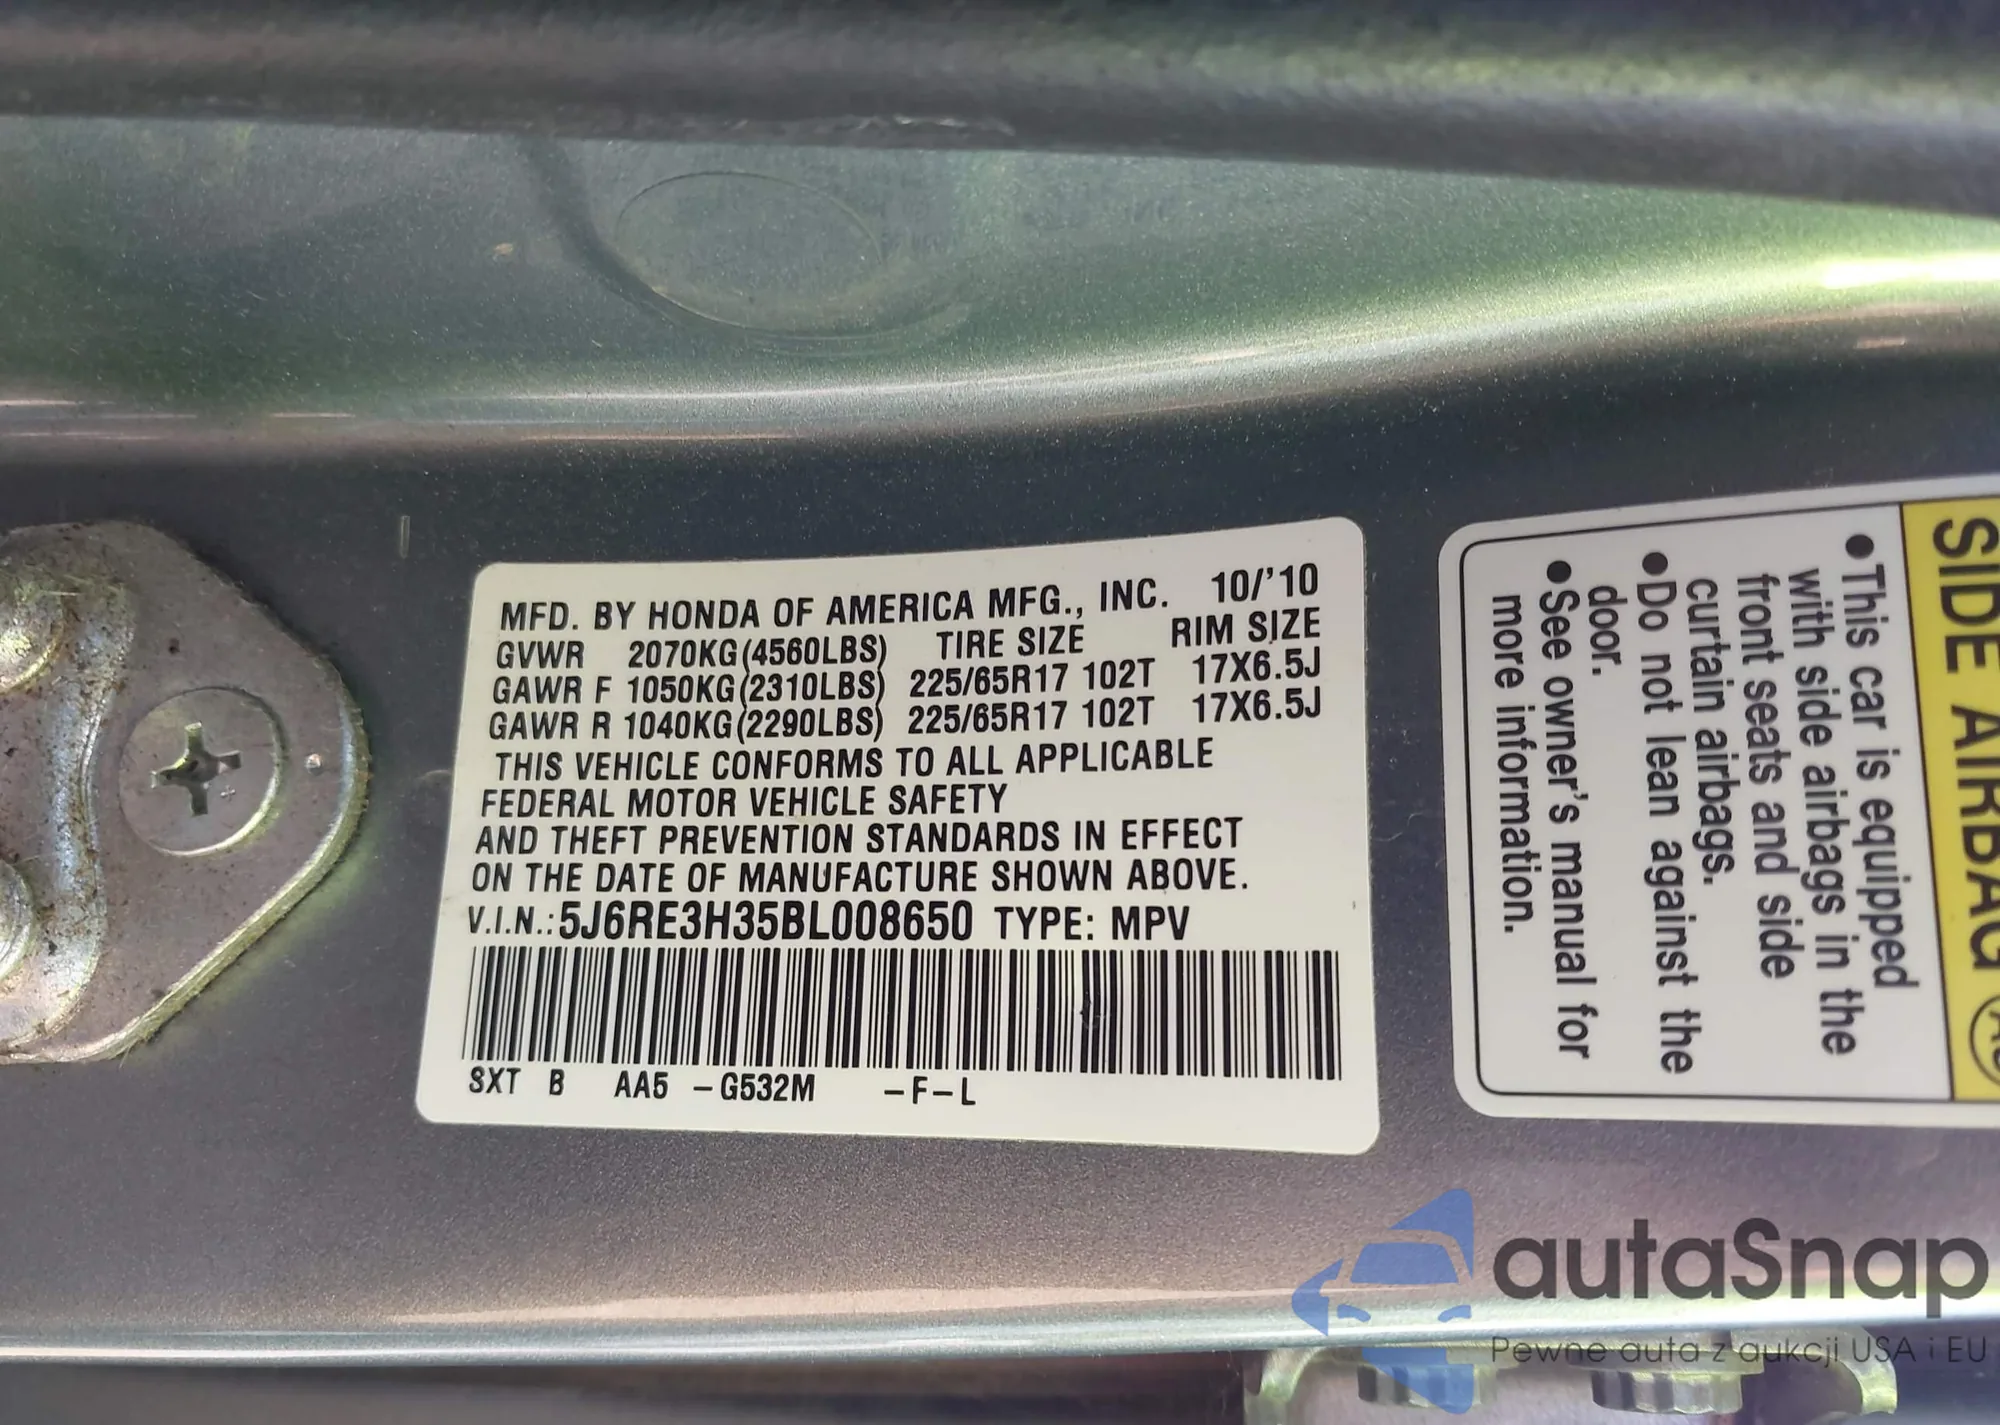 MFD. BY HONDA OF AMERICA MFG., INC. 10/'10
GVWR 2070KG(4560LBS) TIRE SIZE RIM SIZE
GAWR F 1050KG(2310LBS) 225/65R17 102T 17X6.5J
GAWR R 1040KG(2290LBS) 225/65R17 102T 17X6.5J
THIS VEHICLE CONFORMS TO ALL APPLICABLE
FEDERAL MOTOR VEHICLE SAFETY
AND THEFT PREVENTION STANDARDS IN EFFECT
ON THE DATE OF MANUFACTURE SHOWN ABOVE.
V.I.N.: 5J6RE3H35BL008650 TYPE: MPV
SXT B AA5 -G532M -F-L
SIDE AIRBAG
●This car is equipped
with side airbags in the
front seats and side
curtain airbags.
●Do not lean against the
door.
●See owner's manual for
more information.
autaSnap
Pewne auta z aukcji USA i EU